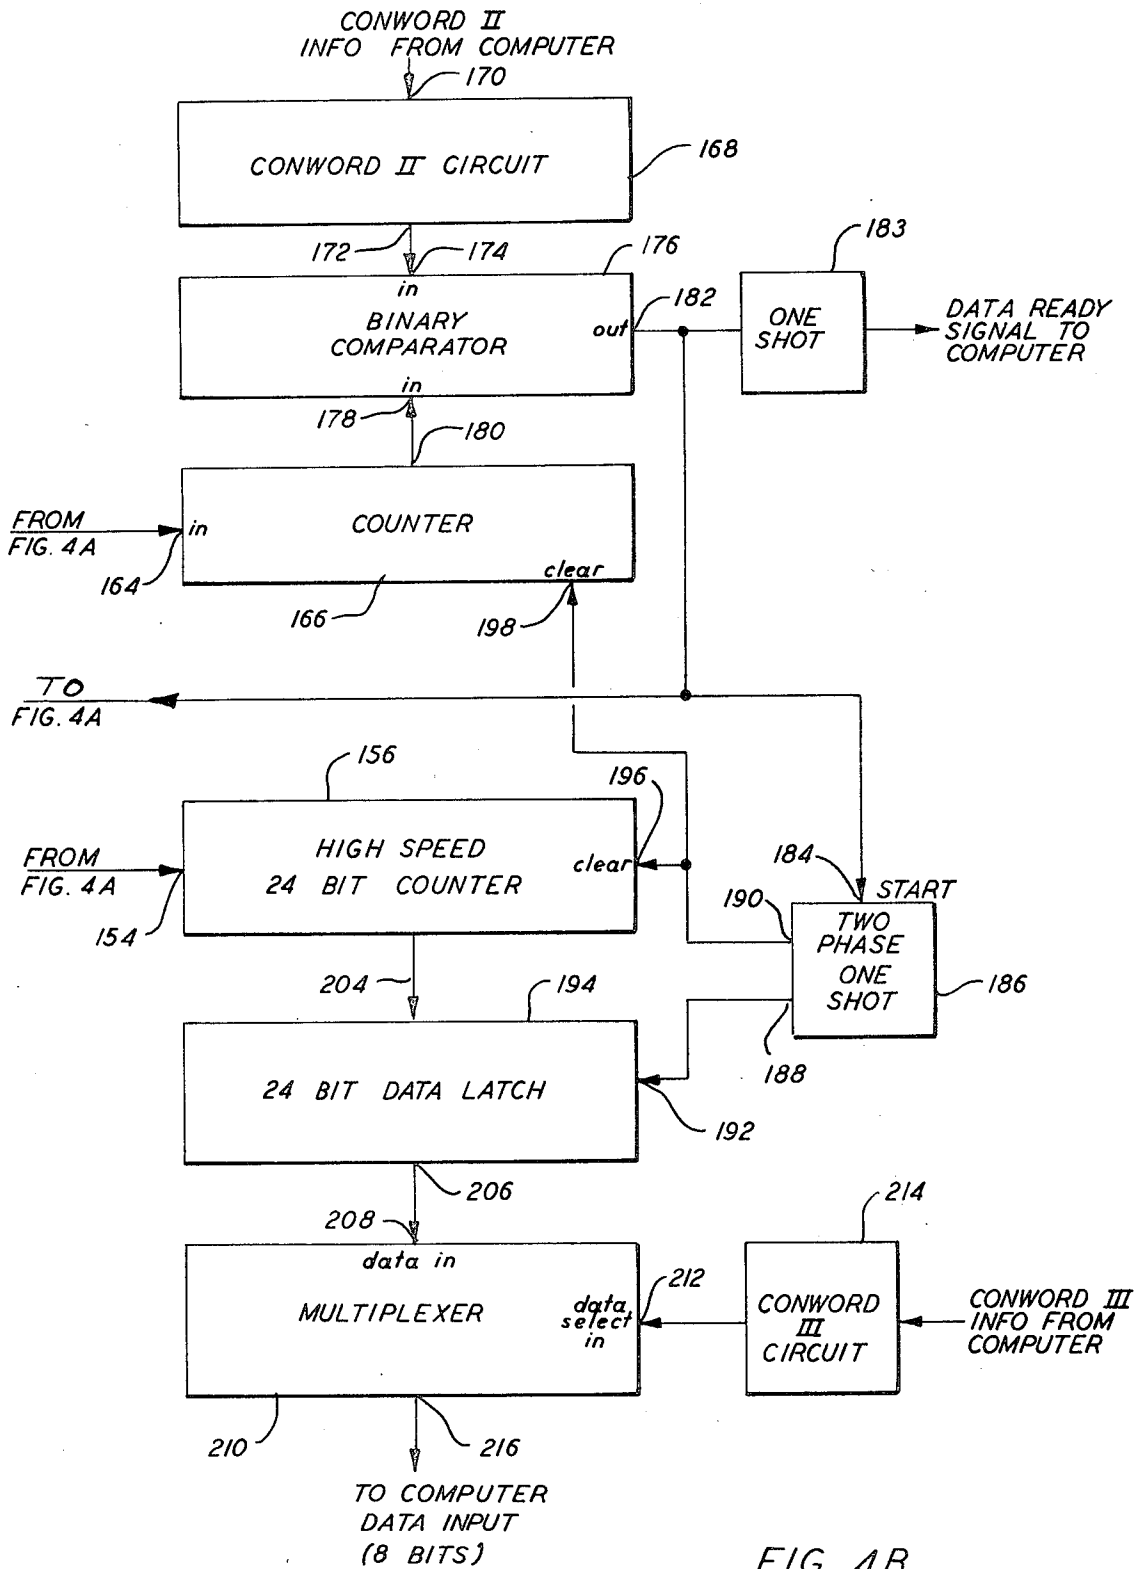 CONWORD II
INFO FROM COMPUTER
170
CONWORD II CIRCUIT
168
172
174
176
183
in
BINARY
COMPARATOR
in
out
182
ONE
SHOT
DATA READY
SIGNAL TO
COMPUTER
178
180
FROM
FIG. 4A
in
COUNTER
clear
164
166
198
TO
FIG. 4A
156
196
FROM
FIG. 4A
HIGH SPEED
24 BIT COUNTER
clear
154
184
START
190
TWO
PHASE
ONE
SHOT
186
188
204
194
24 BIT DATA LATCH
192
206
208
214
data in
MULTIPLEXER
data
select
in
212
CONWORD
III
CIRCUIT
CONWORD III
INFO FROM
COMPUTER
210
216
TO COMPUTER
DATA INPUT
(8 BITS)
FIG. 4B